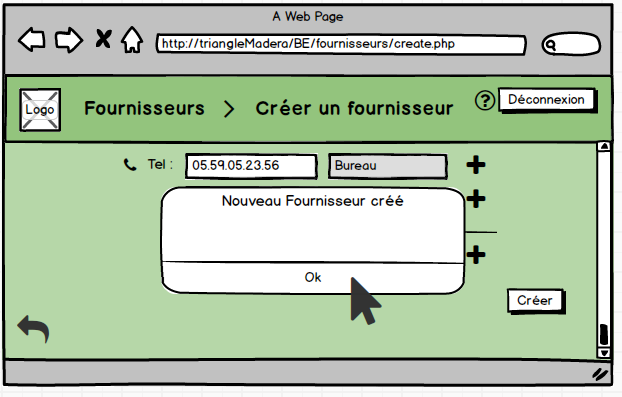 A Web Page
http://triangleMadera/BE/fournisseurs/create.php
Logo
Fournisseurs > Créer un fournisseur
?
Déconnexion
Tel : 05.59.05.23.56 Bureau
Nouveau Fournisseur créé
Ok
Créer